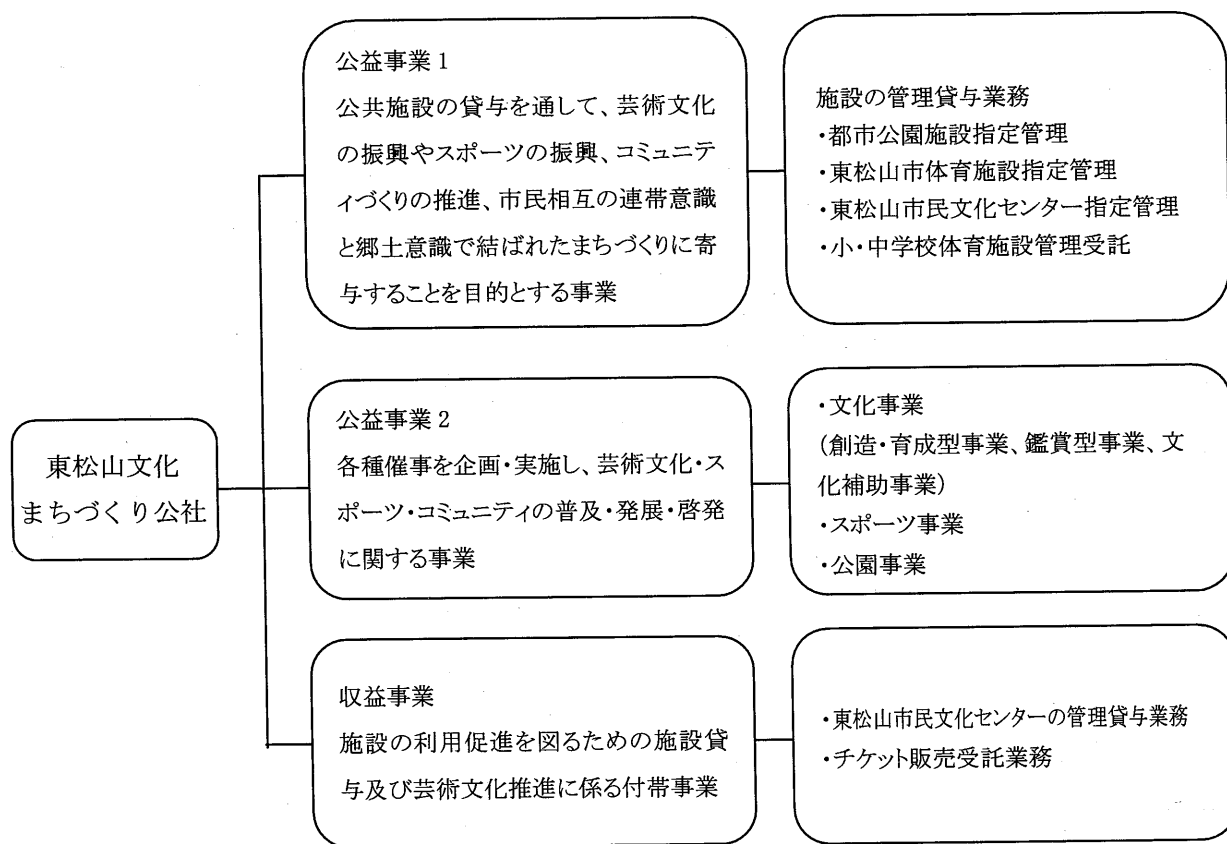 東松山文化
まちづくり公社
公益事業1
公共施設の貸与を通して、芸術文化
の振興やスポーツの振興、コミュニテ
ィづくりの推進、市民相互の連帯意識
と郷土意識で結ばれたまちづくりに寄
与することを目的とする事業
施設の管理貸与業務
・都市公園施設指定管理
・東松山市体育施設指定管理
・東松山市民文化センター指定管理
・小・中学校体育施設管理受託
公益事業2
各種催事を企画・実施し、芸術文化・ス
ポーツ・コミュニティの普及・発展・啓発
に関する事業
・文化事業
(創造・育成型事業、鑑賞型事業、文
化補助事業)
・スポーツ事業
・公園事業
収益事業
施設の利用促進を図るための施設貸
与及び芸術文化推進に係る付帯事業
・東松山市民文化センターの管理貸与業務
・チケット販売受託業務